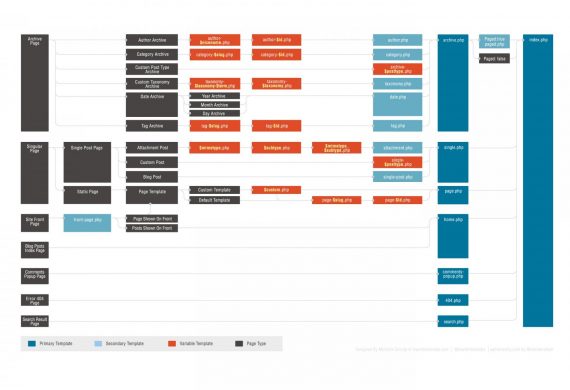 Archive
Page
Author Archive
author-
$nicename.php
author-$id.php
author.php
archive.php
Paged: true
paged.php
index.php
Category Archive
category-$slug.php
category-$id.php
category.php
Paged: false
Custom Post Type
Archive
archive-
$posttype.php
Custom Taxonomy
Archive
taxonomy-
$taxonomy-$term.php
taxonomy-
$taxonomy.php
taxonomy.php
Date Archive
Year Archive
Month Archive
Day Archive
date.php
Tag Archive
tag-$slug.php
tag-$id.php
tag.php
Singular
Page
Single Post Page
Attachment Post
$mimetype.php
$subtype.php
$mimetype_
$subtype.php
attachment.php
single.php
Custom Post
single-
$posttype.php
Blog Post
single-post.php
Static Page
Page Template
Custom Template
$custom.php
page.php
Default Template
page-$slug.php
page-$id.php
Site Front
Page
front-page.php
Page Shown On Front
Posts Shown On Front
home.php
Blog Posts
Index Page
Comments
Popup Page
comments-
popup.php
Error 404
Page
404.php
Search Result
Page
search.php
Primary Template
Secondary Template
Variable Template
Page Type